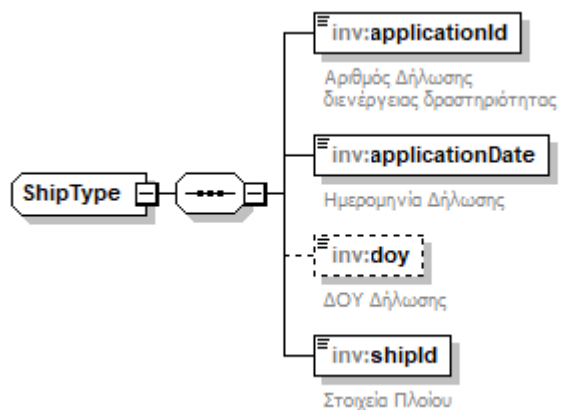 inv:applicationId
Αριθμός Δήλωσης
διενέργειας δραστηριότητας
inv:applicationDate
Ημερομηνία Δήλωσης
ShipType
inv:doy
ΔΟΥ Δήλωσης
inv:shipId
Στοιχεία Πλοίου